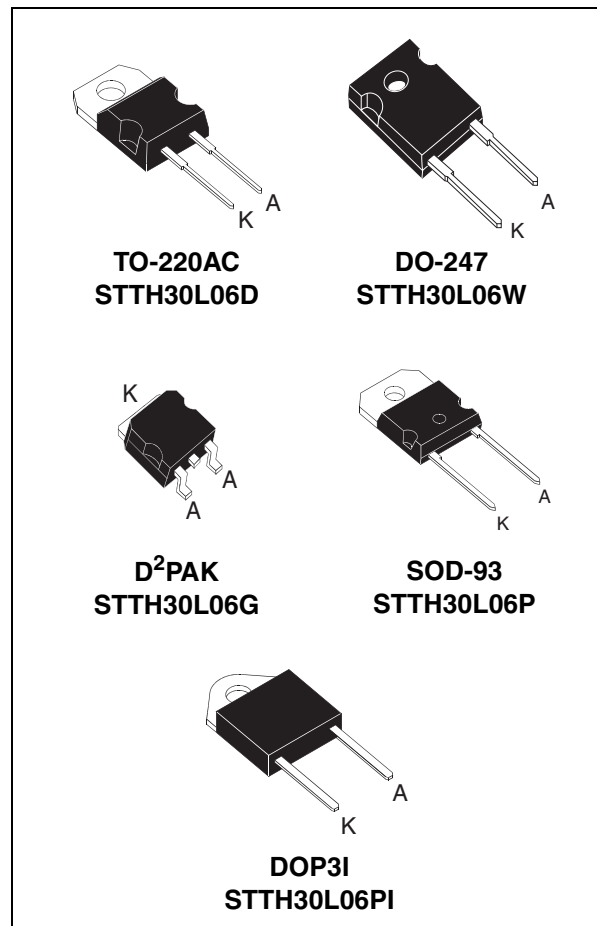 K
A
TO-220AC
STTH30L06D
K
A
DO-247
STTH30L06W
K
A
A
D²PAK
STTH30L06G
K
A
SOD-93
STTH30L06P
K
A
DOP3I
STTH30L06PI